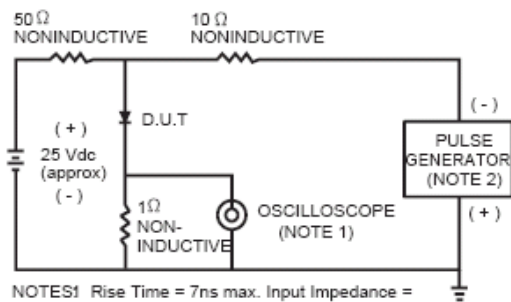 50 Ω
NONINDUCTIVE
10 Ω
NONINDUCTIVE
(+)
25 Vdc
(approx)
(-)
D.U.T
1Ω
NON-
INDUCTIVE
OSCILLOSCOPE
(NOTE 1)
(-)
PULSE
GENERATOR
(NOTE 2)
(+)
NOTES1 Rise Time = 7ns max. Input Impedance =